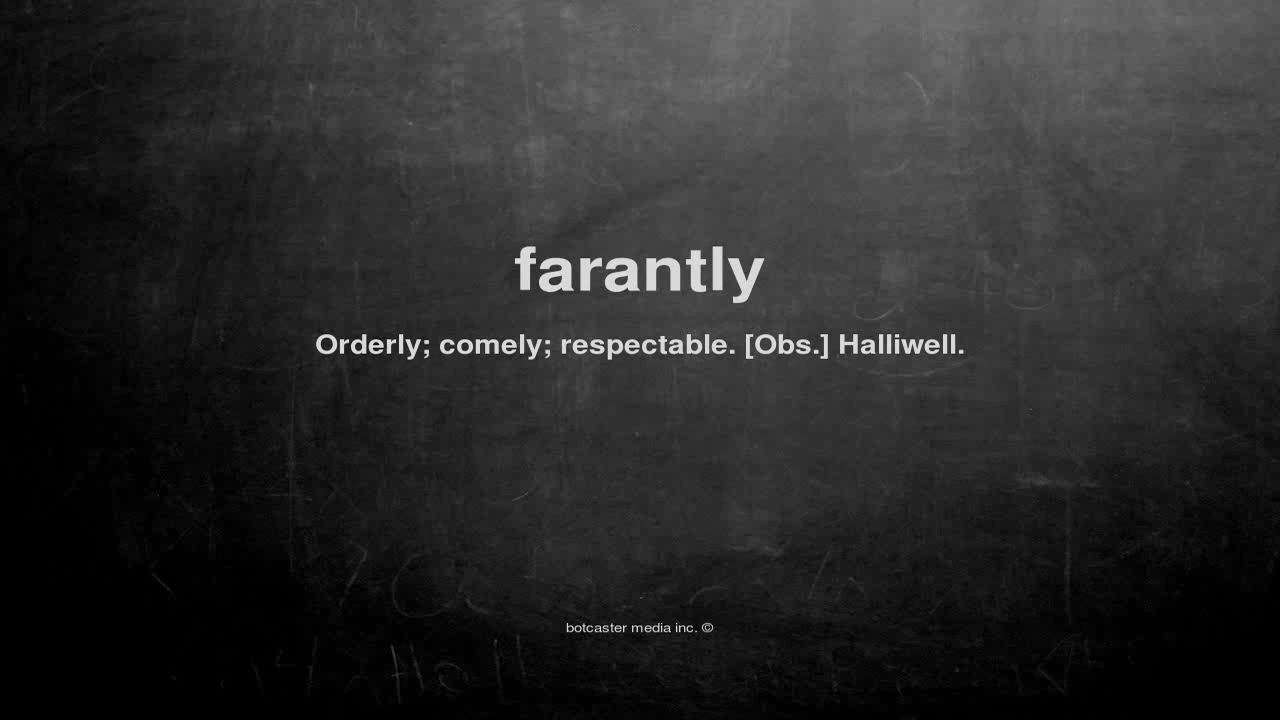 farantly
Orderly; comely; respectable. [Obs.] Halliwell.
botcaster media inc. ©